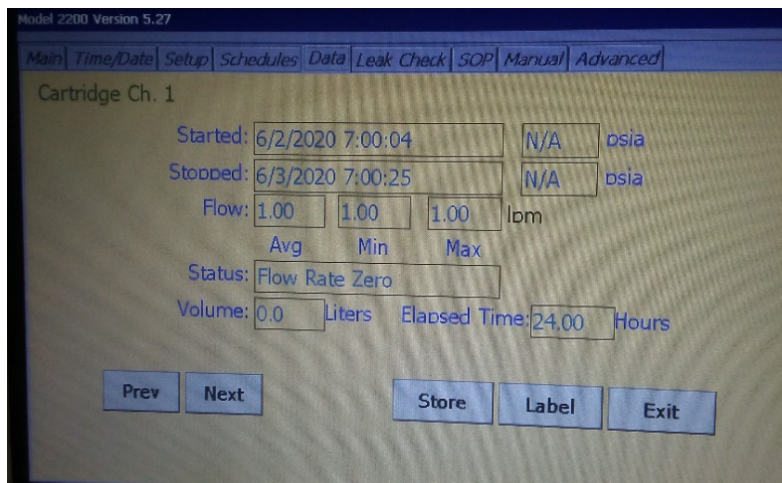 Model 2200 Version 5.27
Main Time/Date Setup Schedules Data Leak Check SOP Manual Advanced
Cartridge Ch. 1
Started: 6/2/2020 7:00:04 N/A psia
Stopped: 6/3/2020 7:00:25 N/A psia
Flow: 1.00 1.00 1.00 lpm
Avg Min Max
Status: Flow Rate Zero
Volume: 0.0 Liters Elapsed Time: 24.00 Hours
Prev Next Store Label Exit